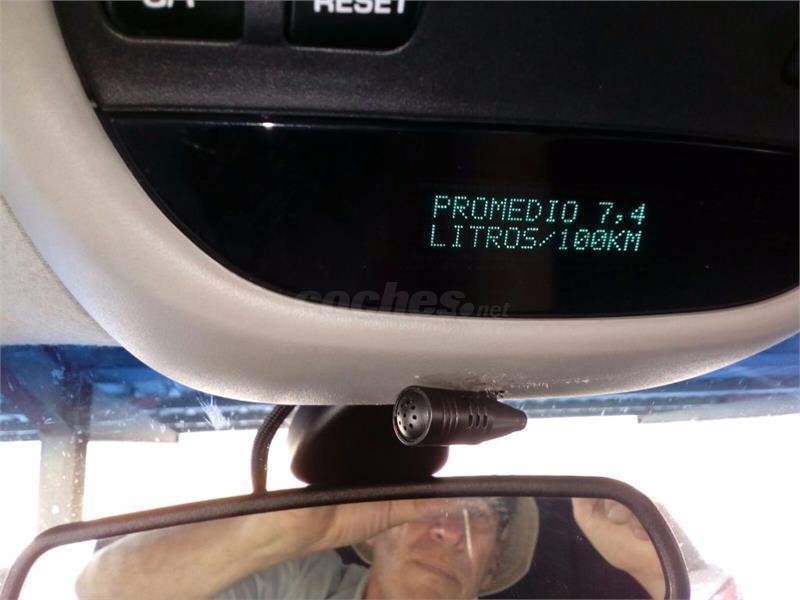 C/T
RESET
PROMEDIO 7,4
LITROS/100KM
coches.net